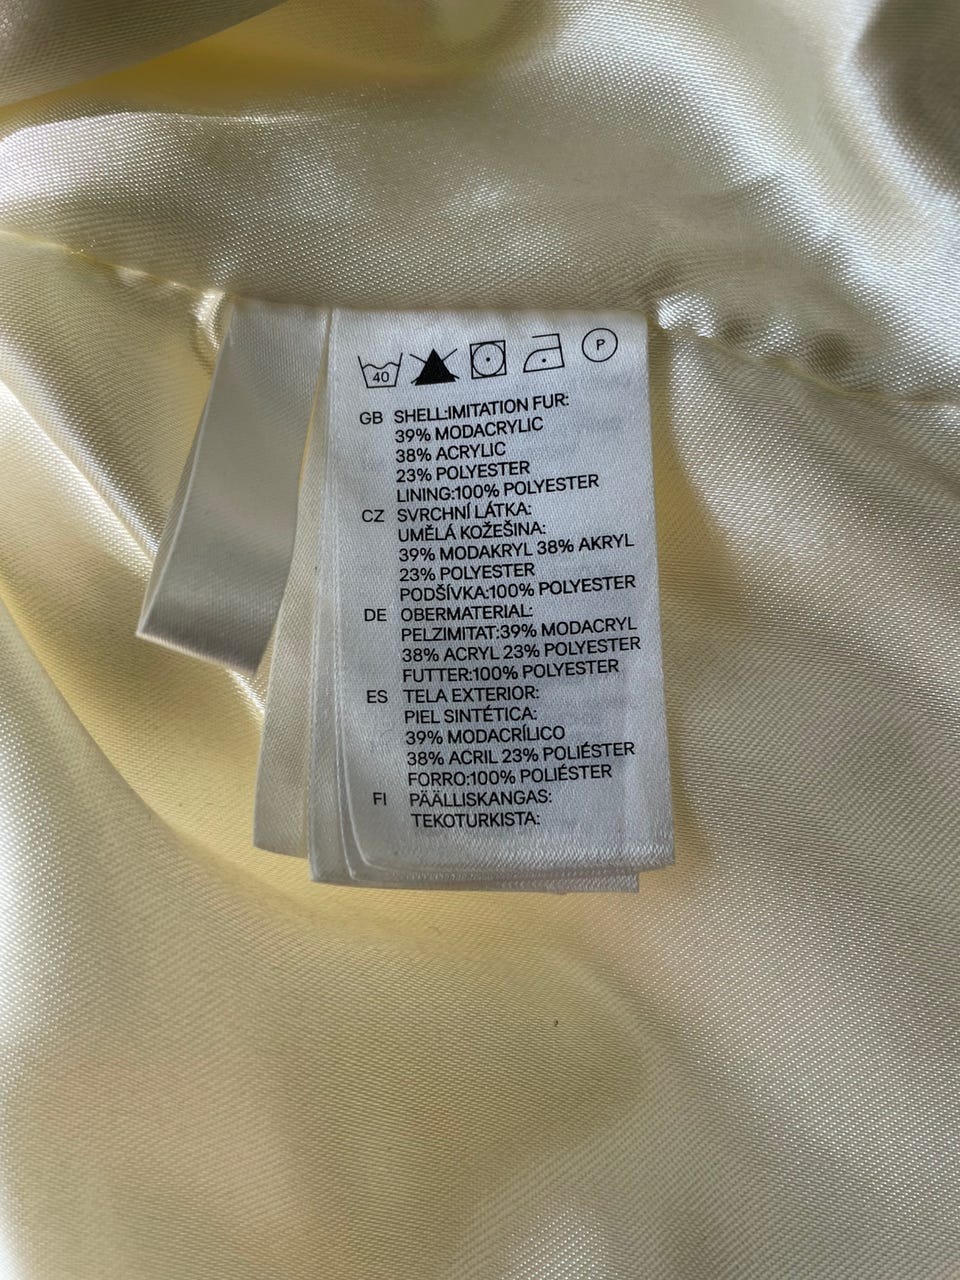 40 P
GB SHELL:IMITATION FUR:
39% MODACRYLIC
38% ACRYLIC
23% POLYESTER
LINING:100% POLYESTER
CZ SVRCHNÍ LÁTKA:
UMĚLÁ KOŽEŠINA:
39% MODAKRYL 38% AKRYL
23% POLYESTER
PODŠÍVKA:100% POLYESTER
DE OBERMATERIAL:
PELZIMITAT:39% MODACRYL
38% ACRYL 23% POLYESTER
FUTTER:100% POLYESTER
ES TELA EXTERIOR:
PIEL SINTÉTICA:
39% MODACRÍLICO
38% ACRIL 23% POLIÉSTER
FORRO:100% POLIÉSTER
FI PÄÄLLISKANGAS:
TEKOTURKISTA: